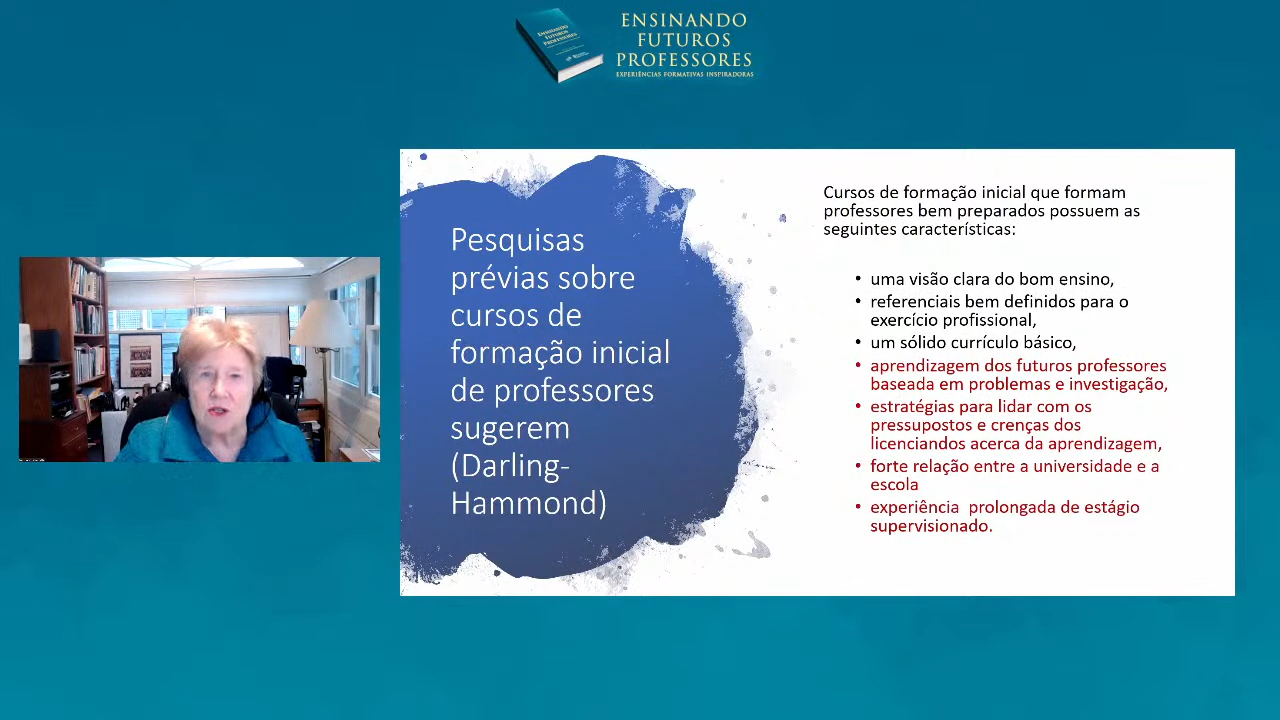 ENSINANDO
FUTUROS
PROFESSORES
EXPERIÊNCIAS FORMATIVAS INSPIRADORAS
ENSINANDO
FUTUROS
PROFESSORES
Pesquisas
prévias sobre
cursos de
formação inicial
de professores
sugerem
(Darling-
Hammond)
Cursos de formação inicial que formam
professores bem preparados possuem as
seguintes características:
• uma visão clara do bom ensino,
• referenciais bem definidos para o
exercício profissional,
• um sólido currículo básico,
• aprendizagem dos futuros professores
baseada em problemas e investigação,
• estratégias para lidar com os
pressupostos e crenças dos
licenciandos acerca da aprendizagem,
• forte relação entre a universidade e a
escola
• experiência  prolongada de estágio
supervisionado.